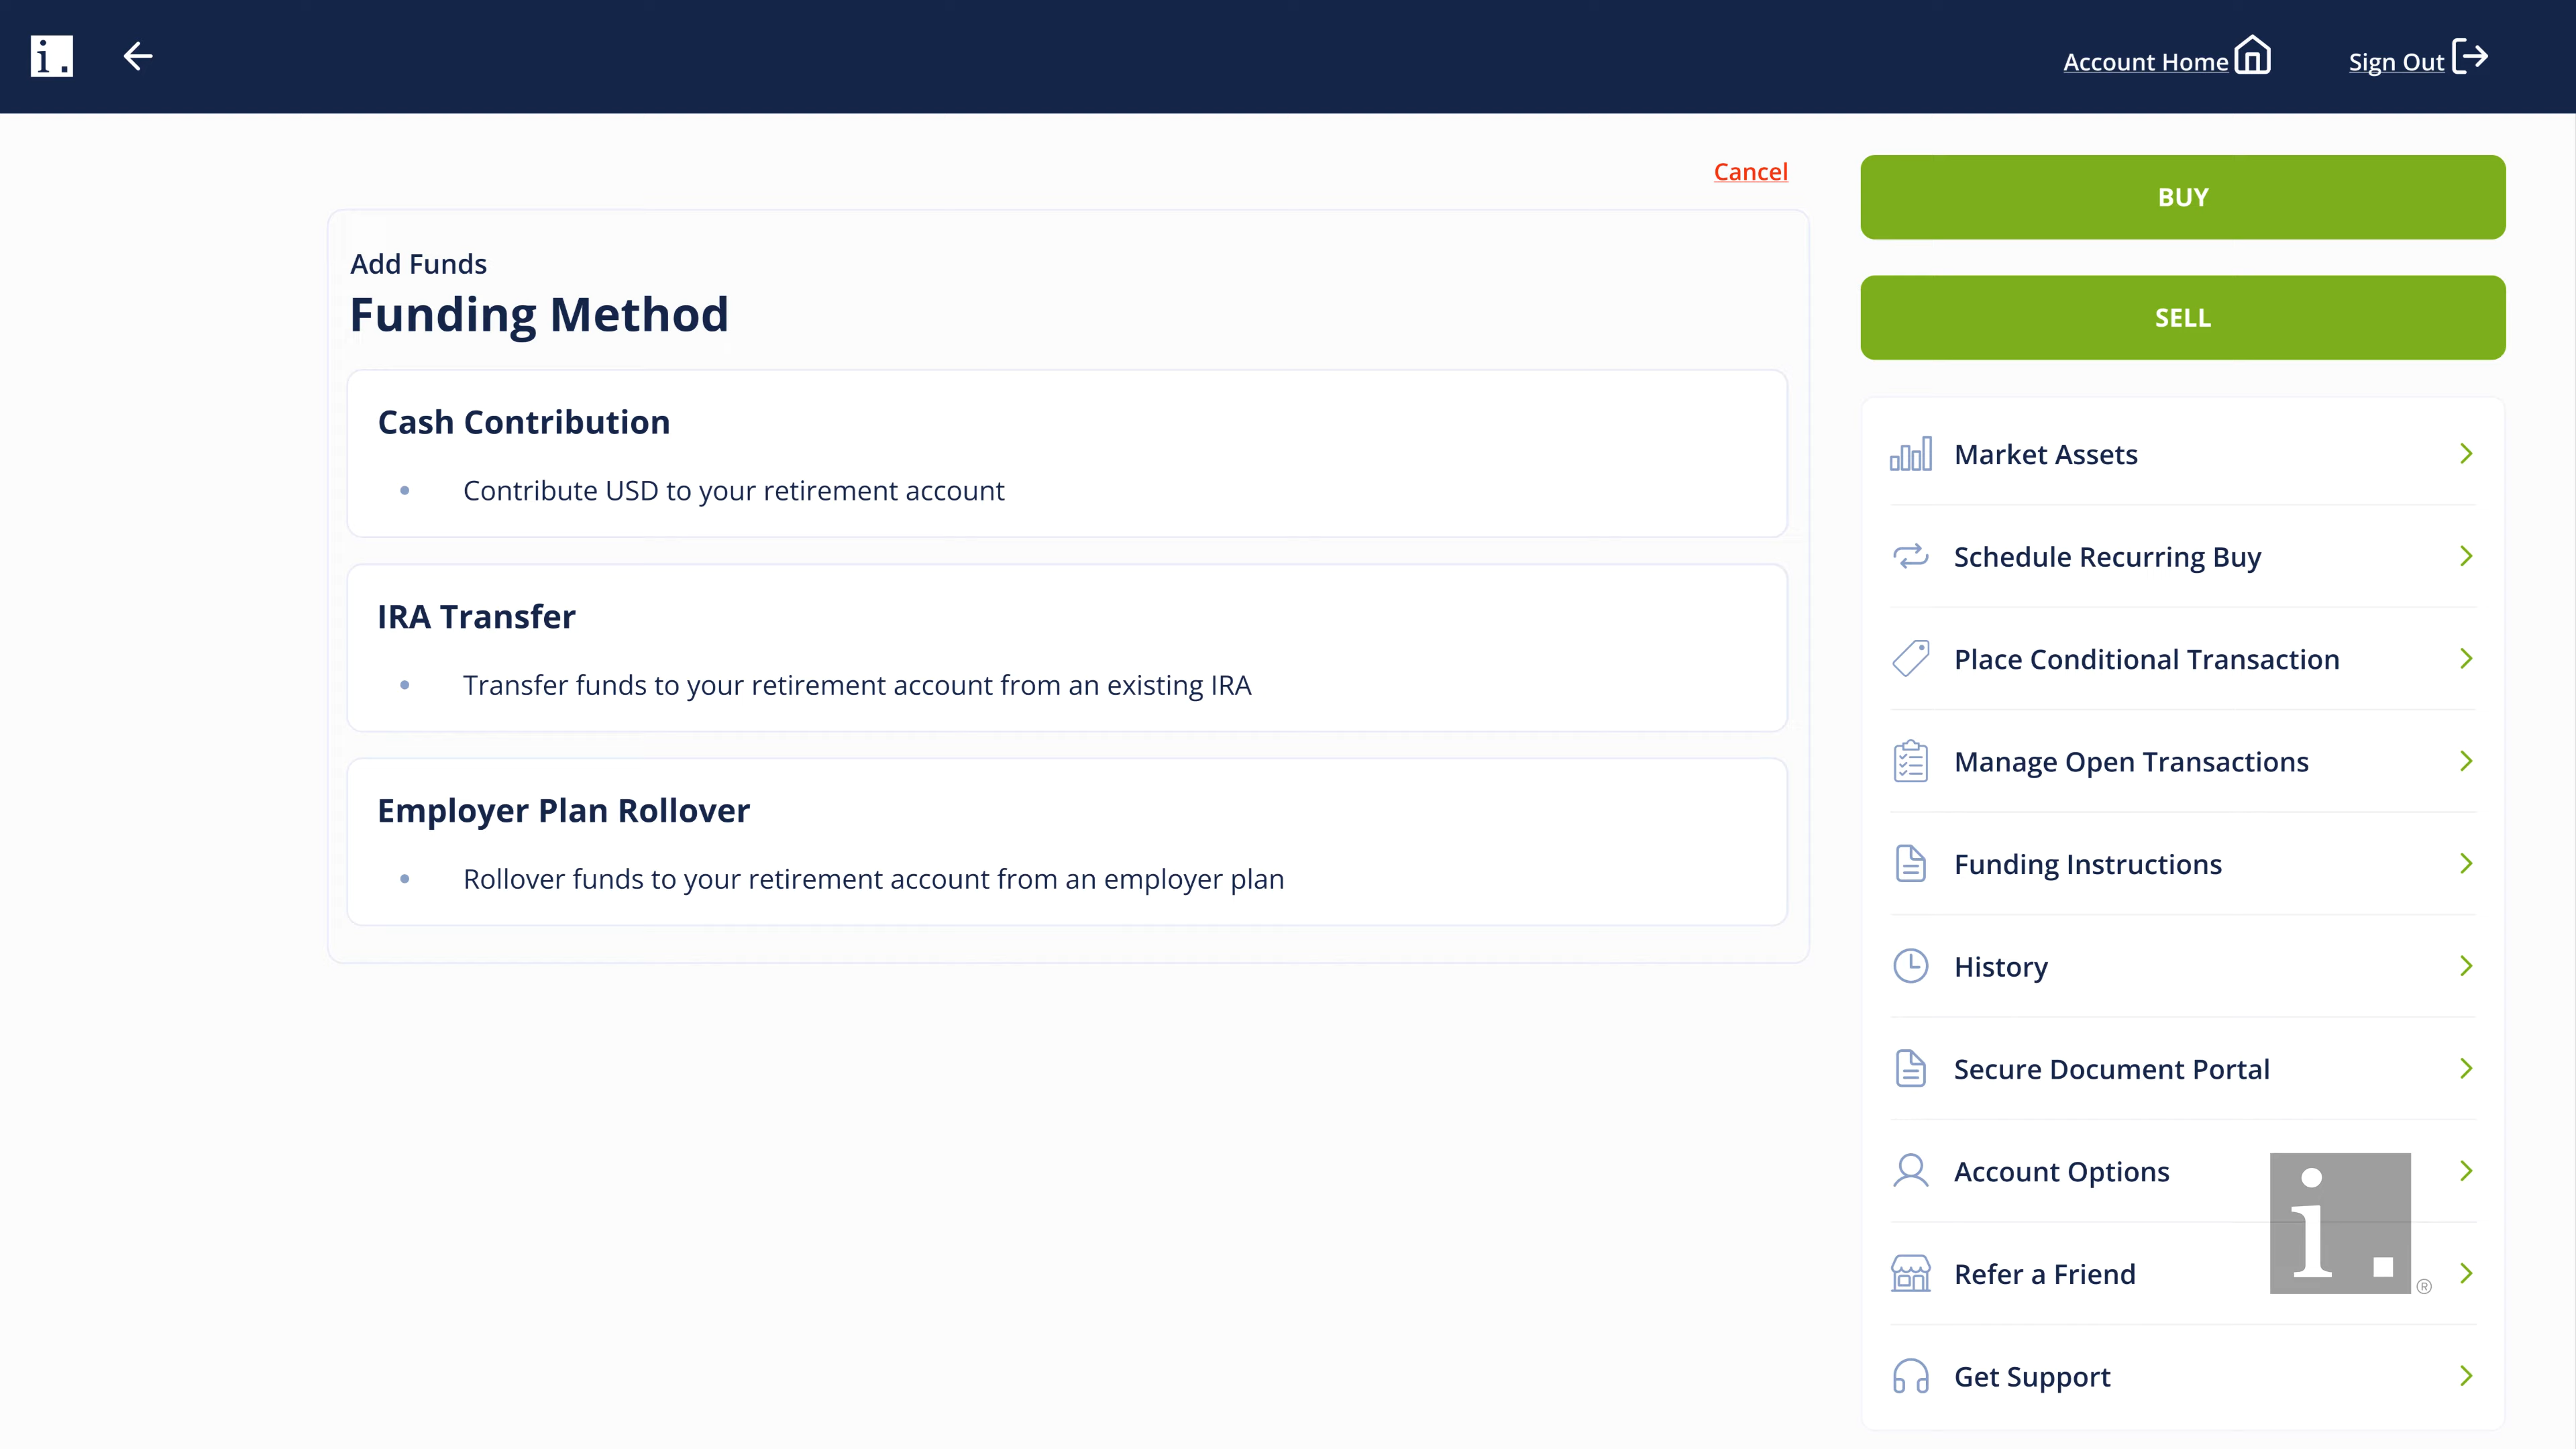 i.
Account Home
Sign Out
Cancel
Add Funds
Funding Method
Cash Contribution
• Contribute USD to your retirement account
IRA Transfer
• Transfer funds to your retirement account from an existing IRA
Employer Plan Rollover
• Rollover funds to your retirement account from an employer plan
BUY
SELL
Market Assets
Schedule Recurring Buy
Place Conditional Transaction
Manage Open Transactions
Funding Instructions
History
Secure Document Portal
Account Options
Refer a Friend
Get Support
i.®